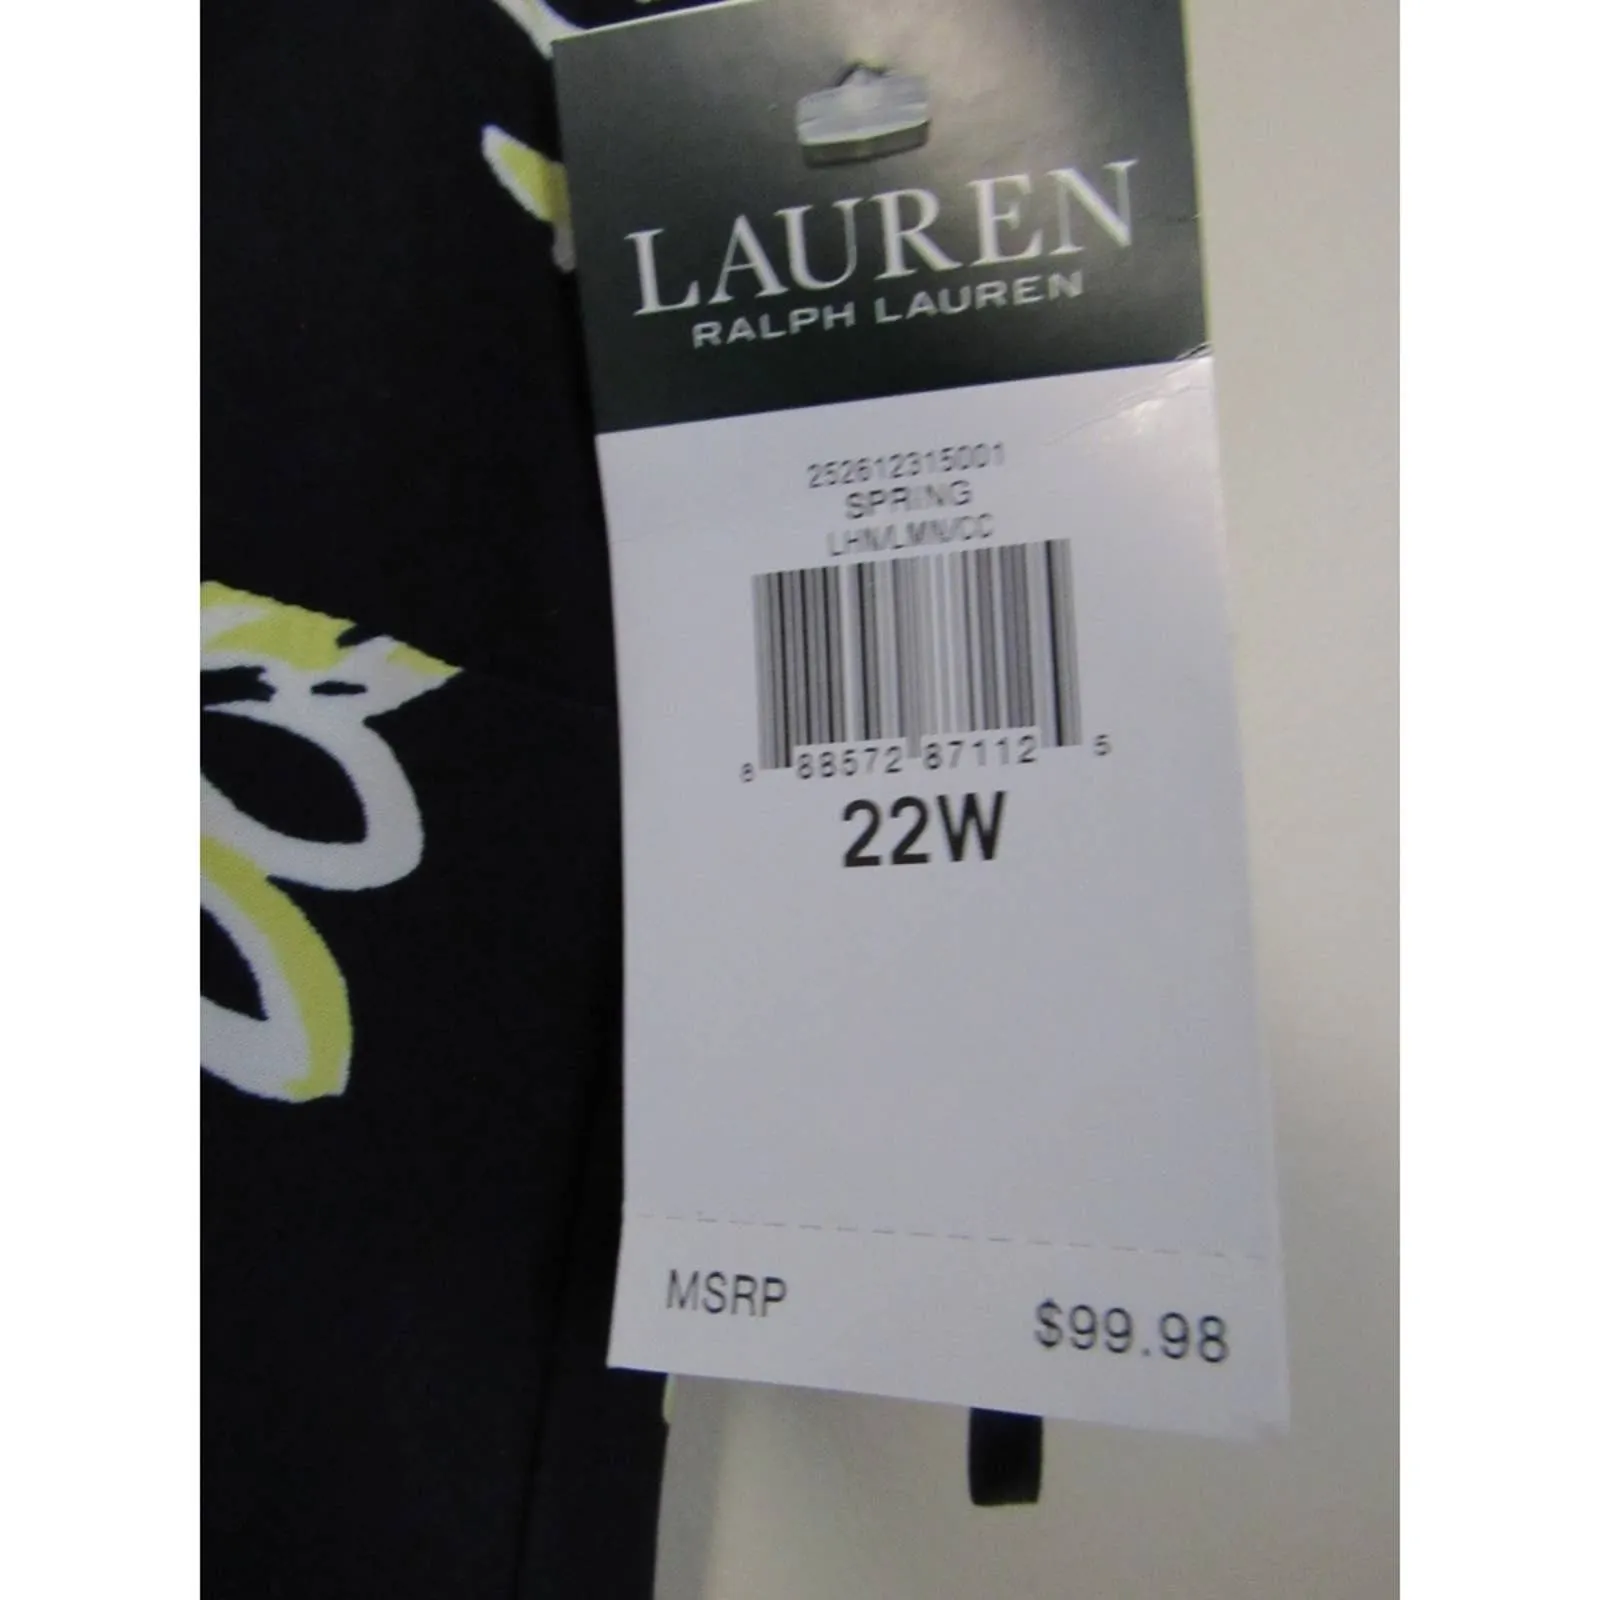 LAUREN
RALPH LAUREN
252612315001
SPRING
LHN/LMN/CC
8 88572 87112 5
22W
MSRP $99.98